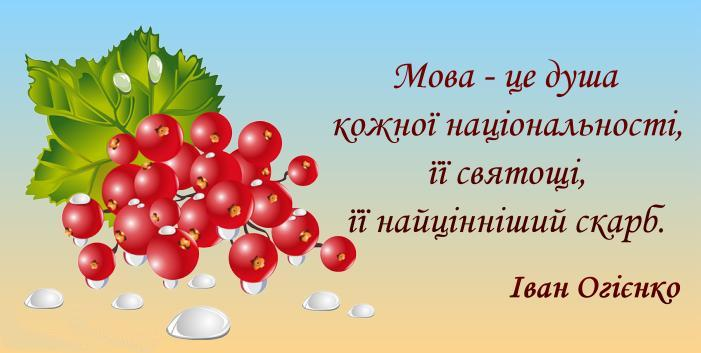 Мова - це душа
кожної національності,
її святощі,
її найцінніший скарб.
Іван Огієнко